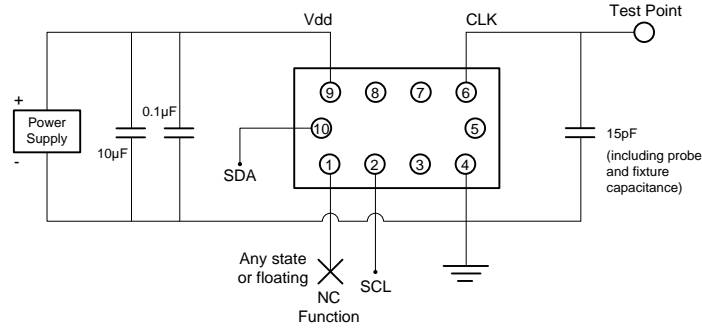 Test Point
Vdd
CLK
9
8
7
6
+
Power
Supply
-
0.1µF
10µF
10
5
15pF
(including probe
and fixture
capacitance)
SDA
1
2
3
4
Any state
or floating
NC
Function
SCL